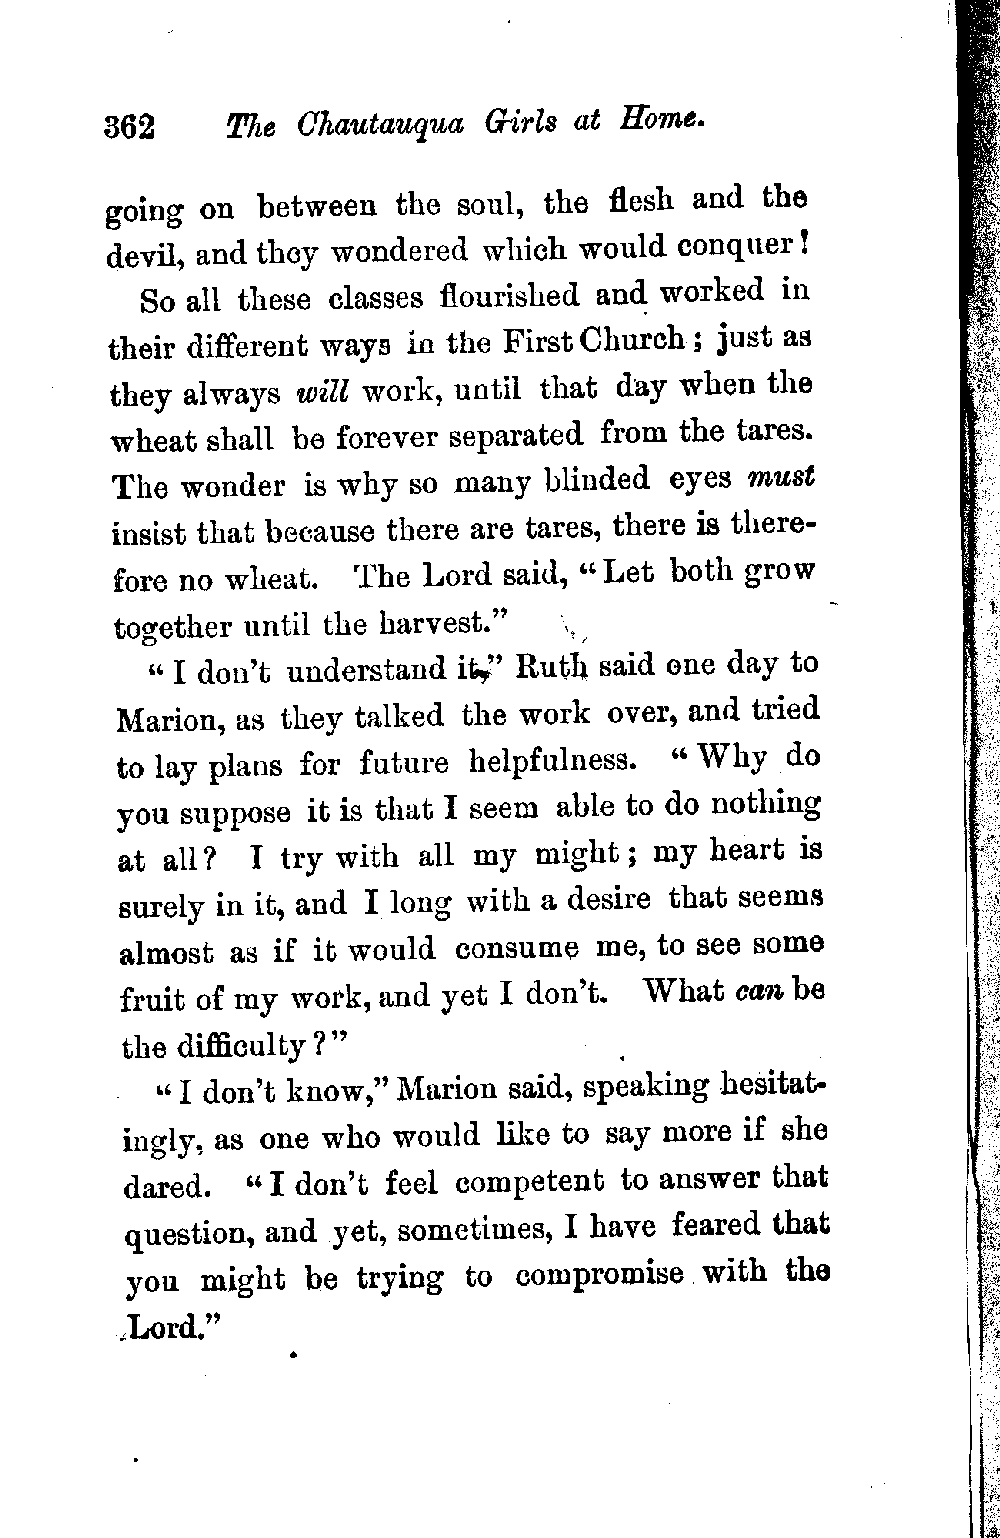 362 The Chautauqua Girls at Home.
going on between the soul, the flesh and the
devil, and they wondered which would conquer!
So all these classes flourished and worked in
their different ways in the First Church; just as
they always will work, until that day when the
wheat shall be forever separated from the tares.
The wonder is why so many blinded eyes must
insist that because there are tares, there is there-
fore no wheat. The Lord said, “Let both grow
together until the harvest.”
“I don’t understand it,” Ruth said one day to
Marion, as they talked the work over, and tried
to lay plans for future helpfulness. “Why do
you suppose it is that I seem able to do nothing
at all? I try with all my might; my heart is
surely in it, and I long with a desire that seems
almost as if it would consume me, to see some
fruit of my work, and yet I don’t. What can be
the difficulty?”
“I don’t know,” Marion said, speaking hesitat-
ingly, as one who would like to say more if she
dared. “I don’t feel competent to answer that
question, and yet, sometimes, I have feared that
you might be trying to compromise with the
Lord.”